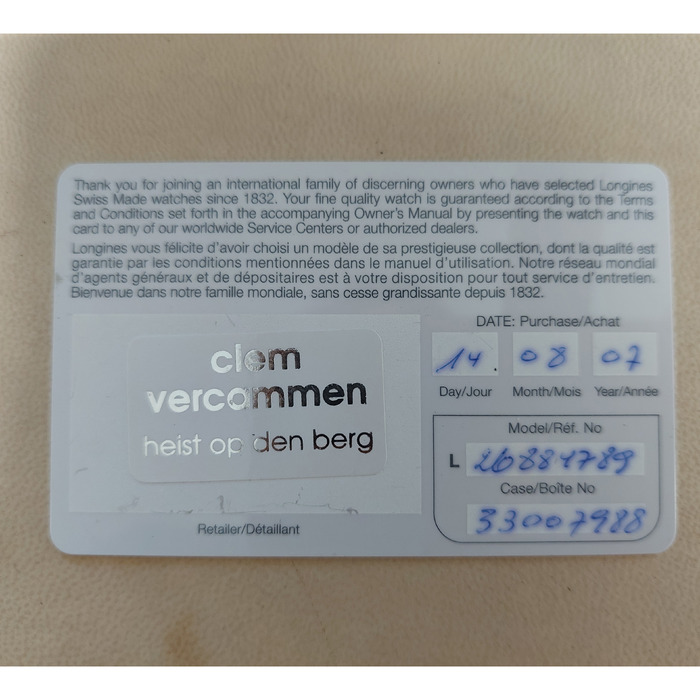 Thank you for joining an international family of discerning owners who have selected Longines
Swiss Made watches since 1832. Your fine quality watch is guaranteed according to the Terms
and Conditions set forth in the accompanying Owner's Manual by presenting the watch and this
card to any of our worldwide Service Centers or authorized dealers.
Longines vous félicite d'avoir choisi un modèle de sa prestigieuse collection, dont la qualité est
garantie par les conditions mentionnées dans le manuel d'utilisation. Notre réseau mondial
d'agents généraux et de dépositaires est à votre disposition pour tout service d'entretien.
Bienvenue dans notre famille mondiale, sans cesse grandissante depuis 1832.
clem
vercammen
heist op den berg
Retailer/Détaillant
DATE: Purchase/Achat
14. 08 07
Day/Jour Month/Mois Year/Année
Model/Réf. No
L 26881789
Case/Boîte No
33007988